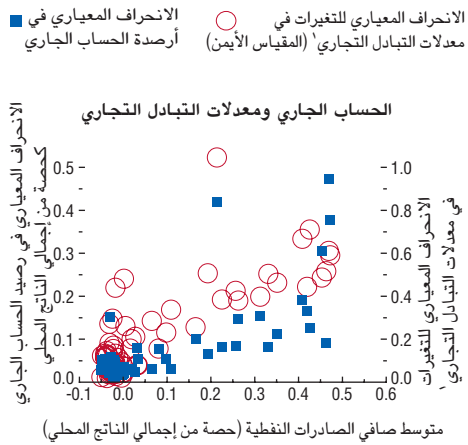 الانحراف المعياري للتغيرات في
معدلات التبادل التجاري١ (المقياس الأيمن)
الانحراف المعياري في
أرصدة الحساب الجاري
الحساب الجاري ومعدلات التبادل التجاري
الانحراف المعياري في رصيد الحساب الجاري
كحصة من إجمالي الناتج المحلي
0.5
0.4
0.3
0.2
0.1
0.0
1.0
0.8
0.6
0.4
0.2
0.0
الانحراف المعياري للتغيرات
في معدلات التبادل التجاري١
-0.1 0.0 0.1 0.2 0.3 0.4 0.5 0.6
متوسط صافي الصادرات النفطية (حصة من إجمالي الناتج المحلي)